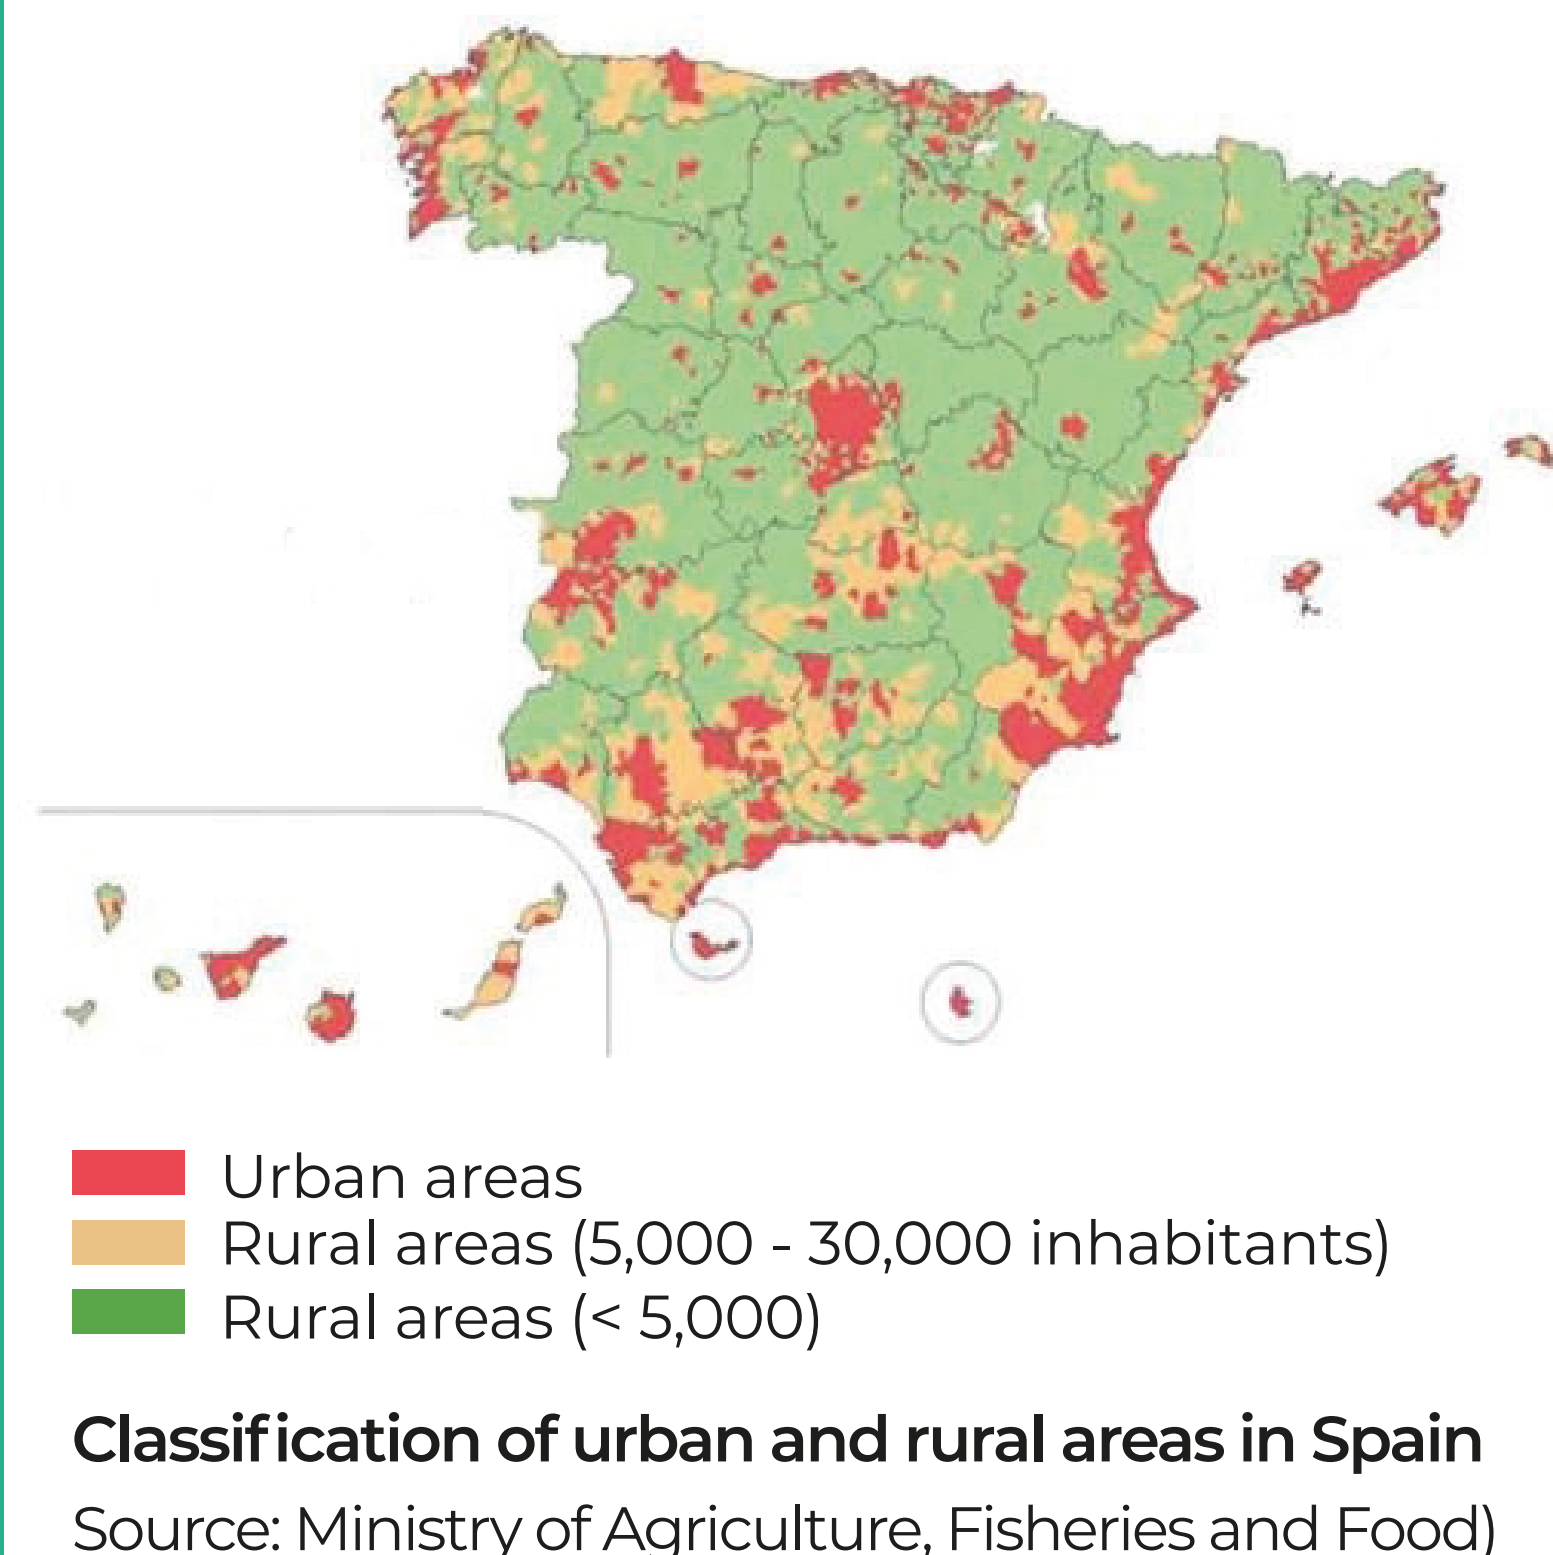 Urban areas
Rural areas (5,000 - 30,000 inhabitants)
Rural areas (< 5,000)
Classification of urban and rural areas in Spain
Source: Ministry of Agriculture, Fisheries and Food)